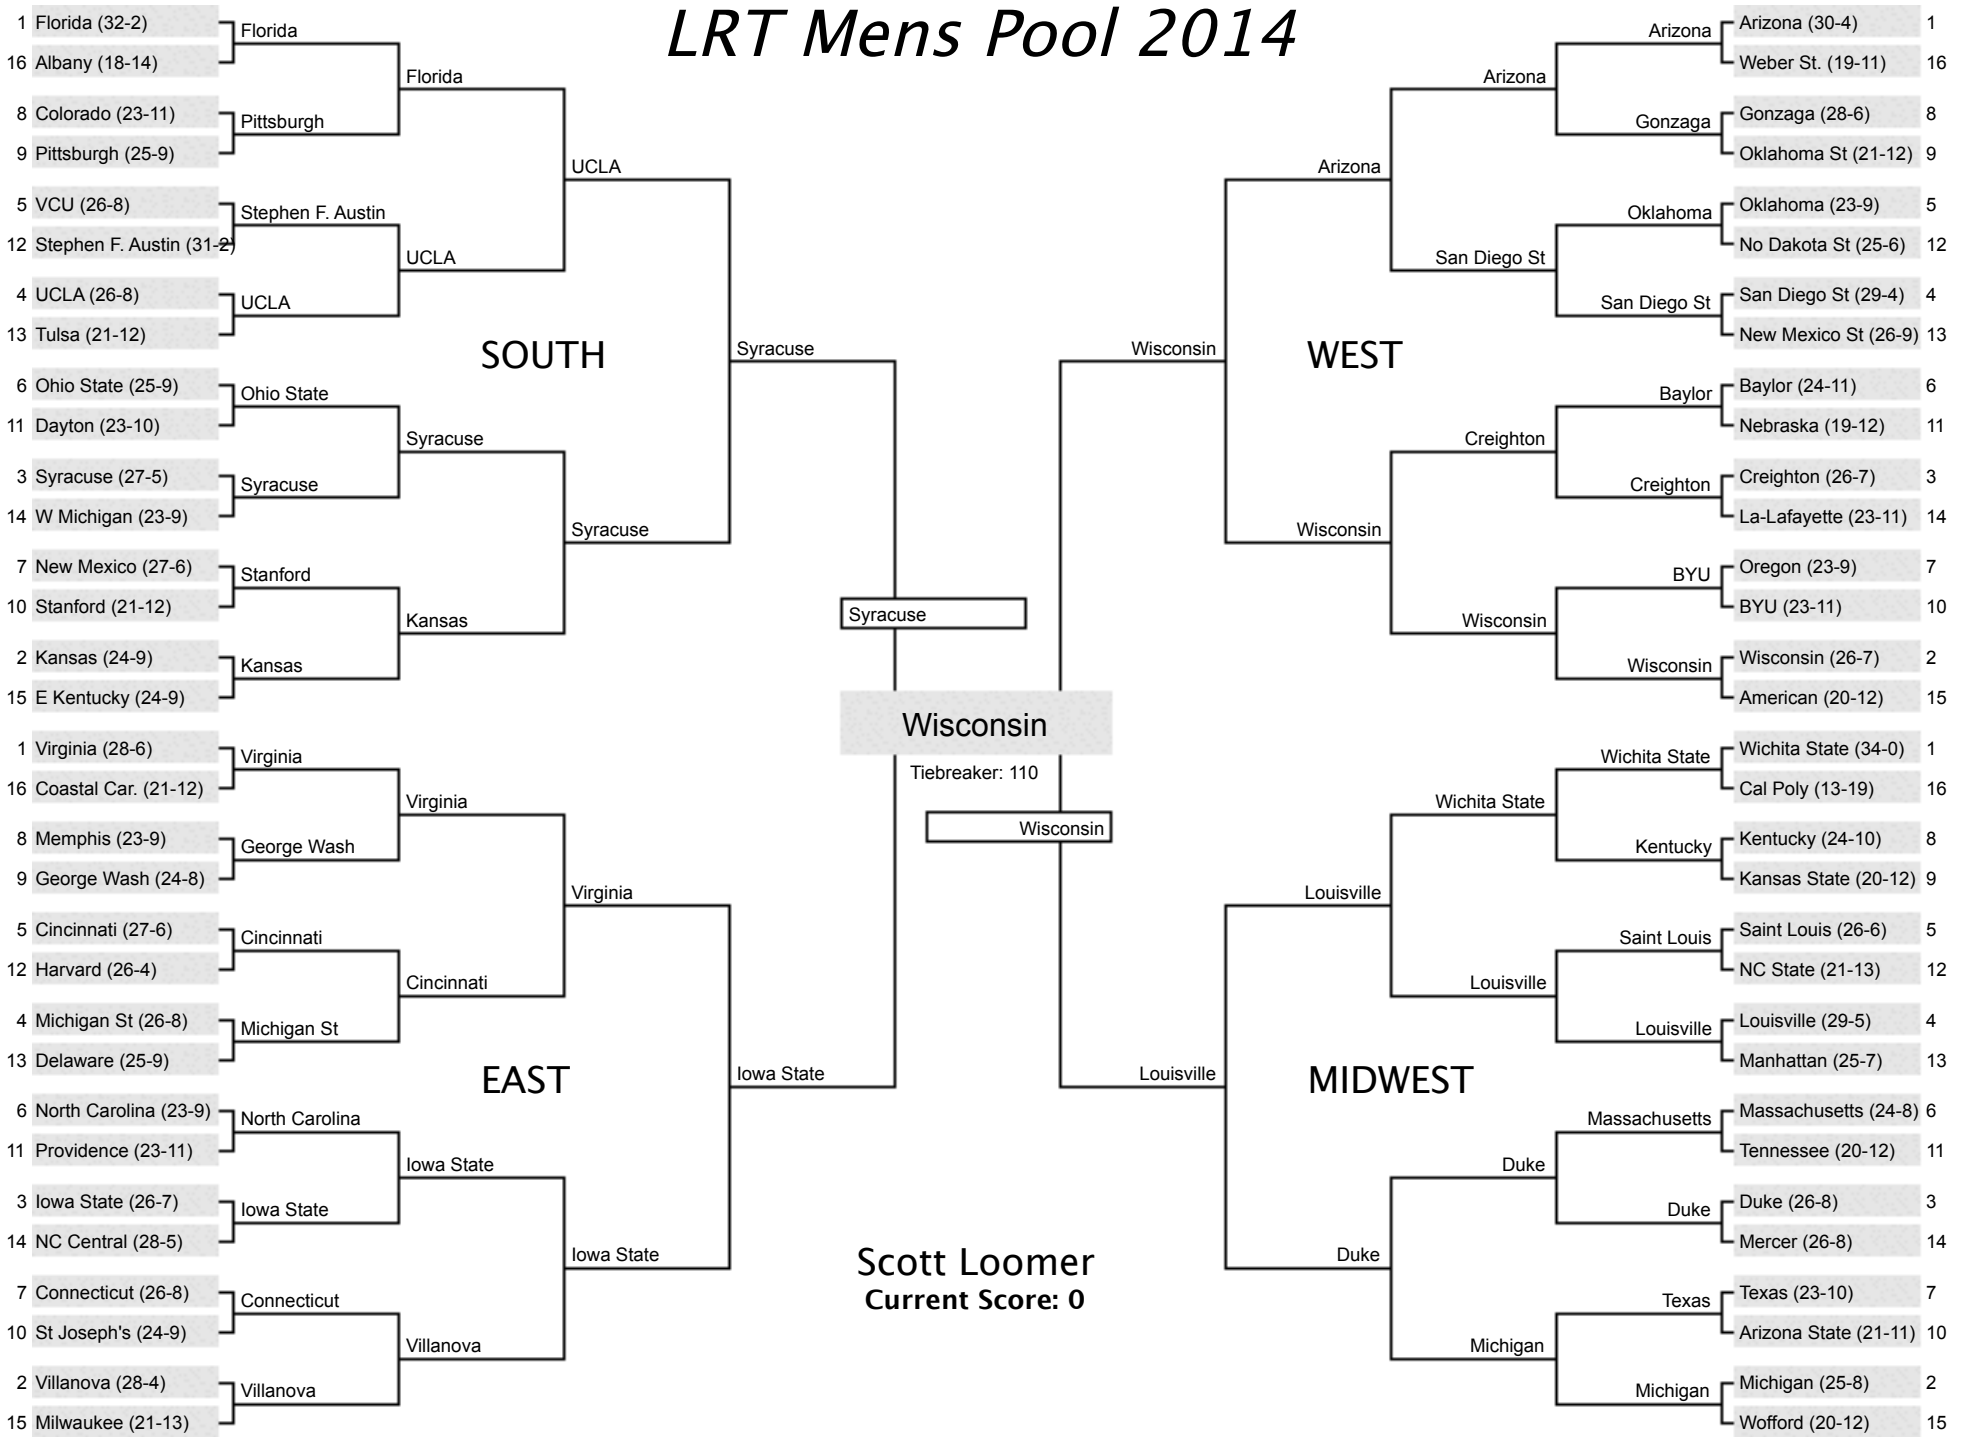 LRT Mens Pool 2014
1 Florida (32-2)
16 Albany (18-14)
8 Colorado (23-11)
9 Pittsburgh (25-9)
5 VCU (26-8)
12 Stephen F. Austin (31-2)
4 UCLA (26-8)
13 Tulsa (21-12)
6 Ohio State (25-9)
11 Dayton (23-10)
3 Syracuse (27-5)
14 W Michigan (23-9)
7 New Mexico (27-6)
10 Stanford (21-12)
2 Kansas (24-9)
15 E Kentucky (24-9)
Florida
Pittsburgh
Stephen F. Austin
UCLA
Ohio State
Syracuse
Stanford
Kansas
Florida
UCLA
Syracuse
Kansas
UCLA
Syracuse
SOUTH
Syracuse
1 Virginia (28-6)
16 Coastal Car. (21-12)
8 Memphis (23-9)
9 George Wash (24-8)
5 Cincinnati (27-6)
12 Harvard (26-4)
4 Michigan St (26-8)
13 Delaware (25-9)
6 North Carolina (23-9)
11 Providence (23-11)
3 Iowa State (26-7)
14 NC Central (28-5)
7 Connecticut (26-8)
10 St Joseph's (24-9)
2 Villanova (28-4)
15 Milwaukee (21-13)
Virginia
George Wash
Cincinnati
Michigan St
North Carolina
Iowa State
Connecticut
Villanova
Virginia
Cincinnati
Iowa State
Villanova
Virginia
Iowa State
EAST
Iowa State
Syracuse
Wisconsin
Tiebreaker: 110
Wisconsin
Scott Loomer
Current Score: 0
Arizona (30-4) 1
Weber St. (19-11) 16
Gonzaga (28-6) 8
Oklahoma St (21-12) 9
Oklahoma (23-9) 5
No Dakota St (25-6) 12
San Diego St (29-4) 4
New Mexico St (26-9) 13
Baylor (24-11) 6
Nebraska (19-12) 11
Creighton (26-7) 3
La-Lafayette (23-11) 14
Oregon (23-9) 7
BYU (23-11) 10
Wisconsin (26-7) 2
American (20-12) 15
Arizona
Gonzaga
Oklahoma
San Diego St
Baylor
Creighton
BYU
Wisconsin
Arizona
San Diego St
Creighton
Wisconsin
Arizona
Wisconsin
WEST
Wisconsin
Wichita State (34-0) 1
Cal Poly (13-19) 16
Kentucky (24-10) 8
Kansas State (20-12) 9
Saint Louis (26-6) 5
NC State (21-13) 12
Louisville (29-5) 4
Manhattan (25-7) 13
Massachusetts (24-8) 6
Tennessee (20-12) 11
Duke (26-8) 3
Mercer (26-8) 14
Texas (23-10) 7
Arizona State (21-11) 10
Michigan (25-8) 2
Wofford (20-12) 15
Wichita State
Kentucky
Saint Louis
Louisville
Massachusetts
Duke
Texas
Michigan
Wichita State
Louisville
Duke
Michigan
Louisville
Duke
MIDWEST
Louisville